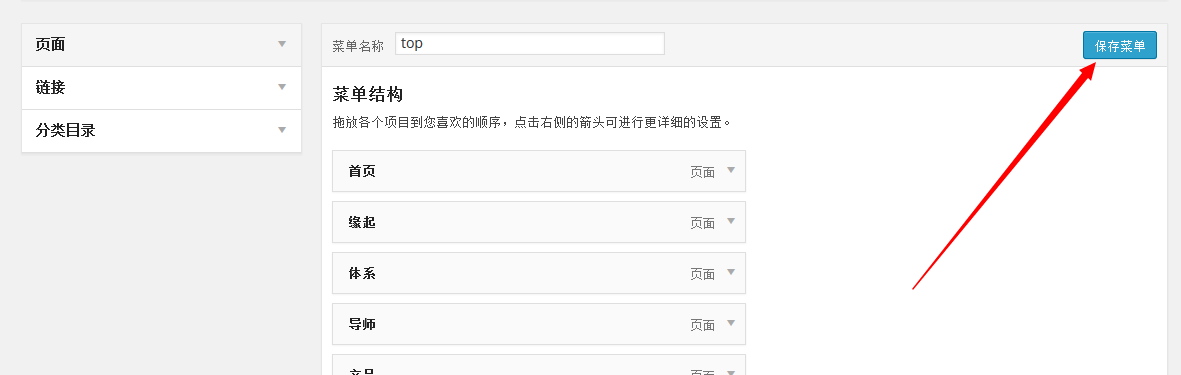 页面
链接
分类目录
菜单名称 top 保存菜单
菜单结构
拖放各个项目到您喜欢的顺序，点击右侧的箭头可进行更详细的设置。
首页 页面
缘起 页面
体系 页面
导师 页面
页面